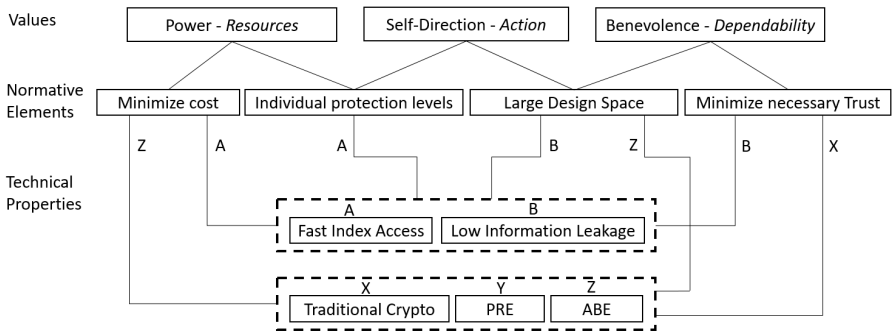 Values
Power - Resources
Self-Direction - Action
Benevolence - Dependability
Normative
Elements
Minimize cost
Individual protection levels
Large Design Space
Minimize necessary Trust
Z
A
A
B
Z
B
X
Technical
Properties
A
B
Fast Index Access
Low Information Leakage
X
Y
Z
Traditional Crypto
PRE
ABE